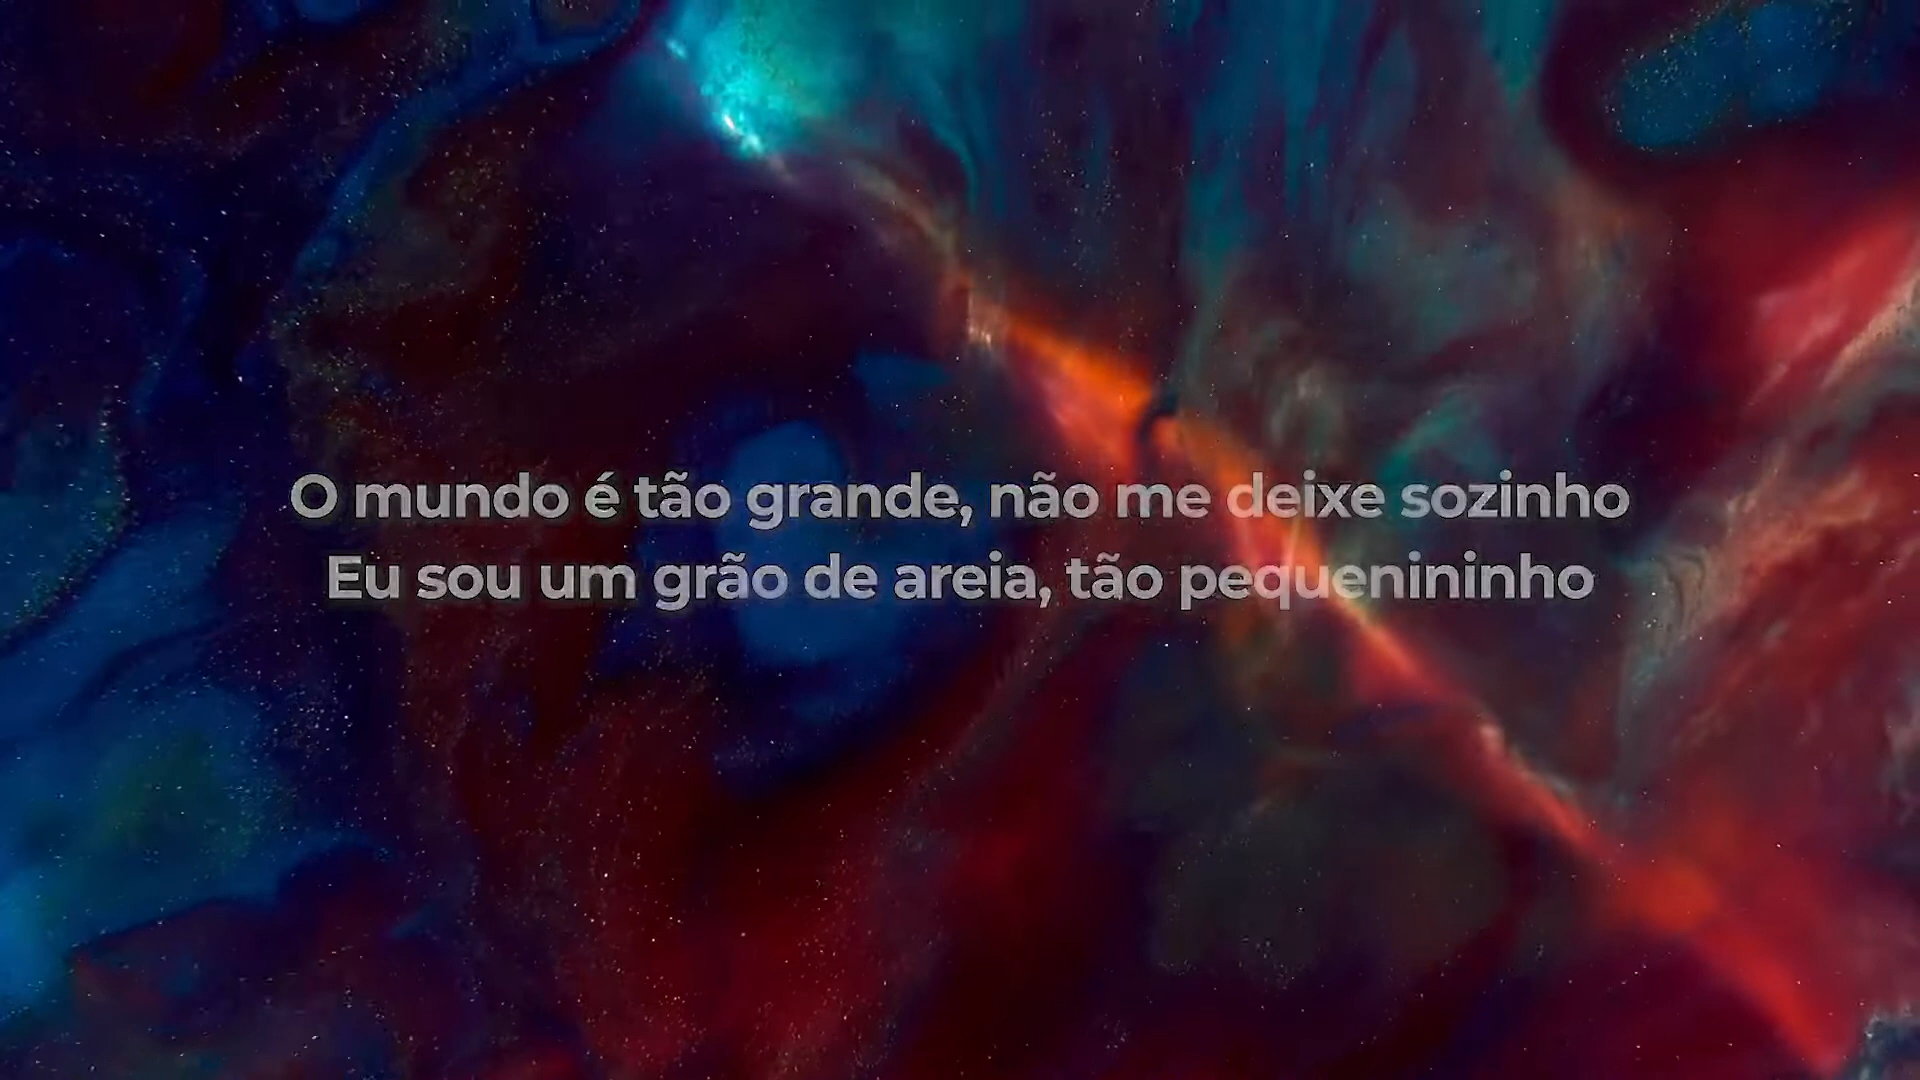 O mundo é tão grande, não me deixe sozinho
Eu sou um grão de areia, tão pequenininho